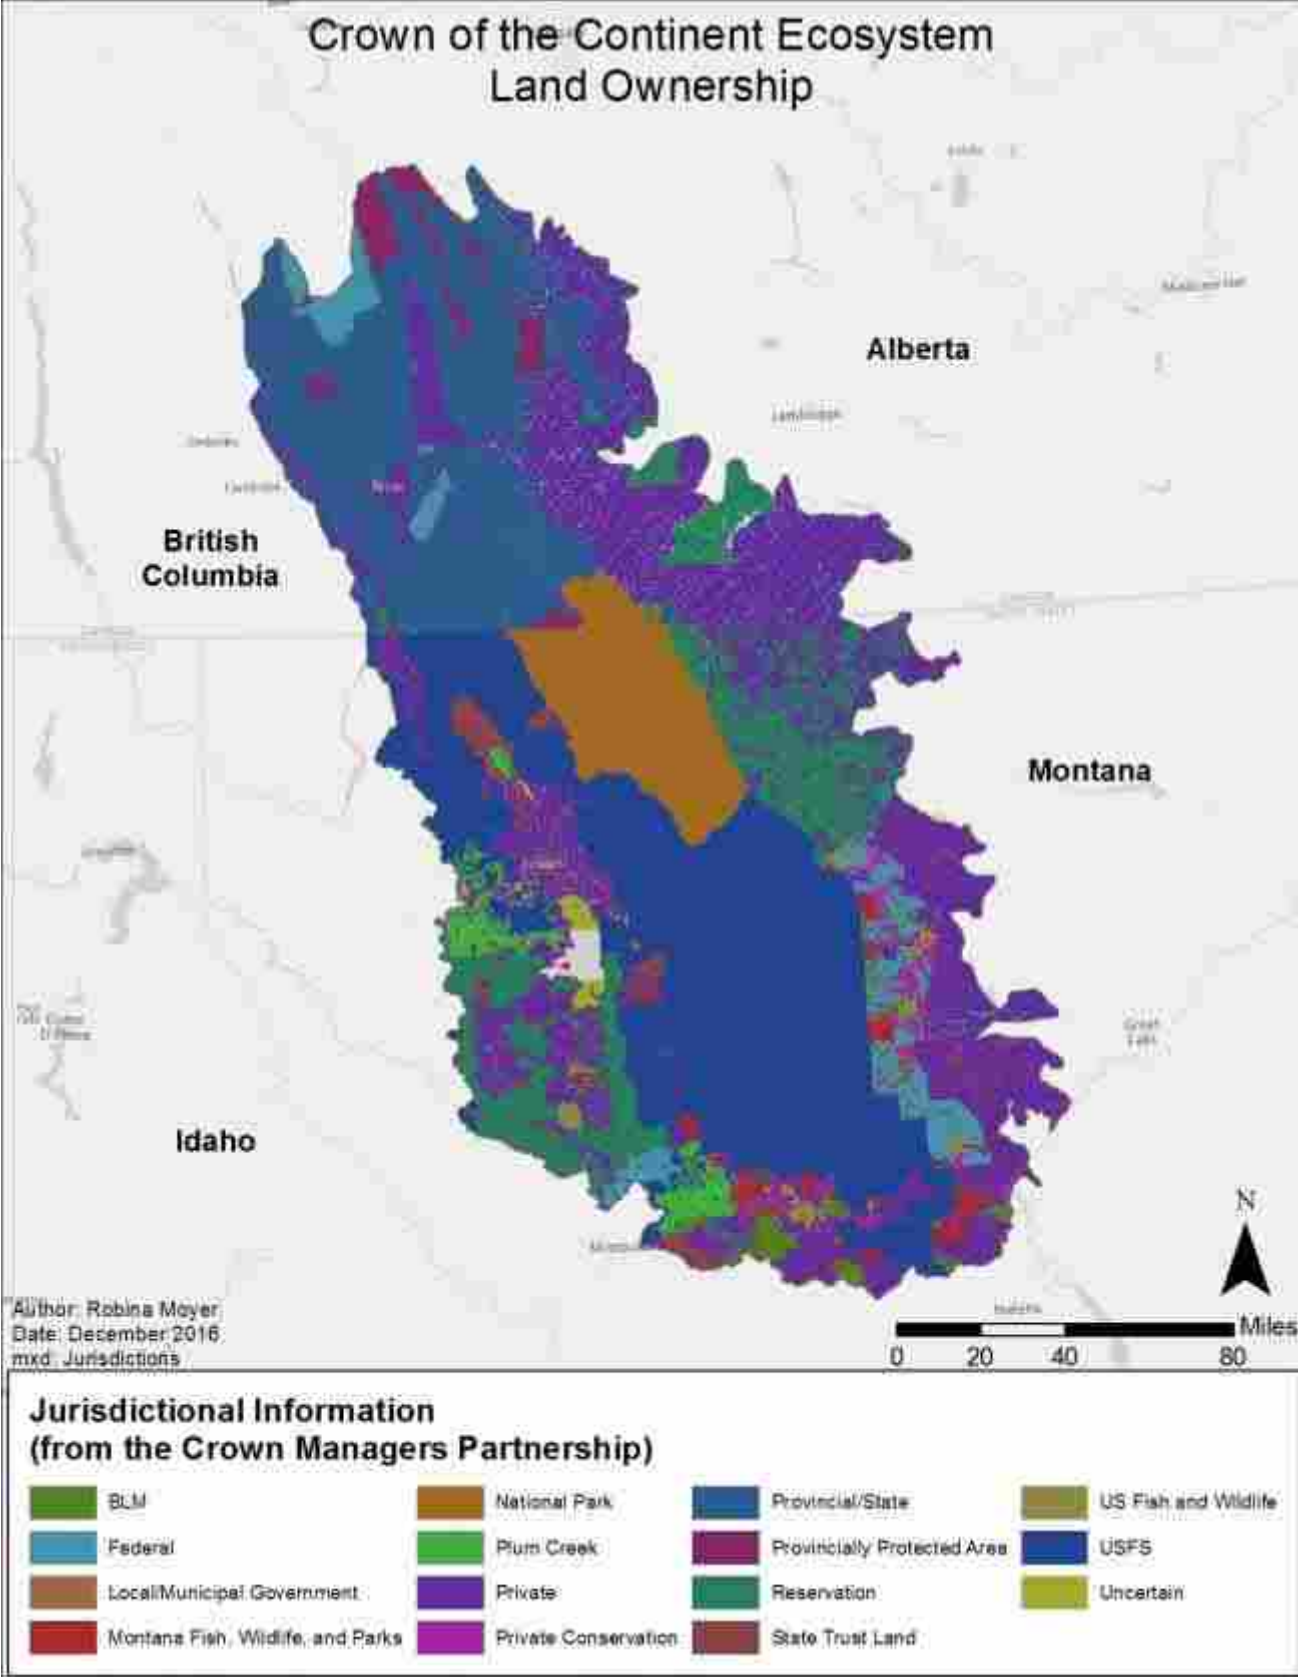 Crown of the Continent Ecosystem
Land Ownership
Alberta
British
Columbia
Montana
Idaho
N
Author: Robina Moyer
Date: December 2016
mxd: Jurisdictions
Miles
0 20 40 80
Jurisdictional Information
(from the Crown Managers Partnership)
BLM National Park Provincial/State US Fish and Wildlife
Federal Plum Creek Provincially Protected Area USFS
Local/Municipal Government Private Reservation Uncertain
Montana Fish, Wildlife, and Parks Private Conservation State Trust Land